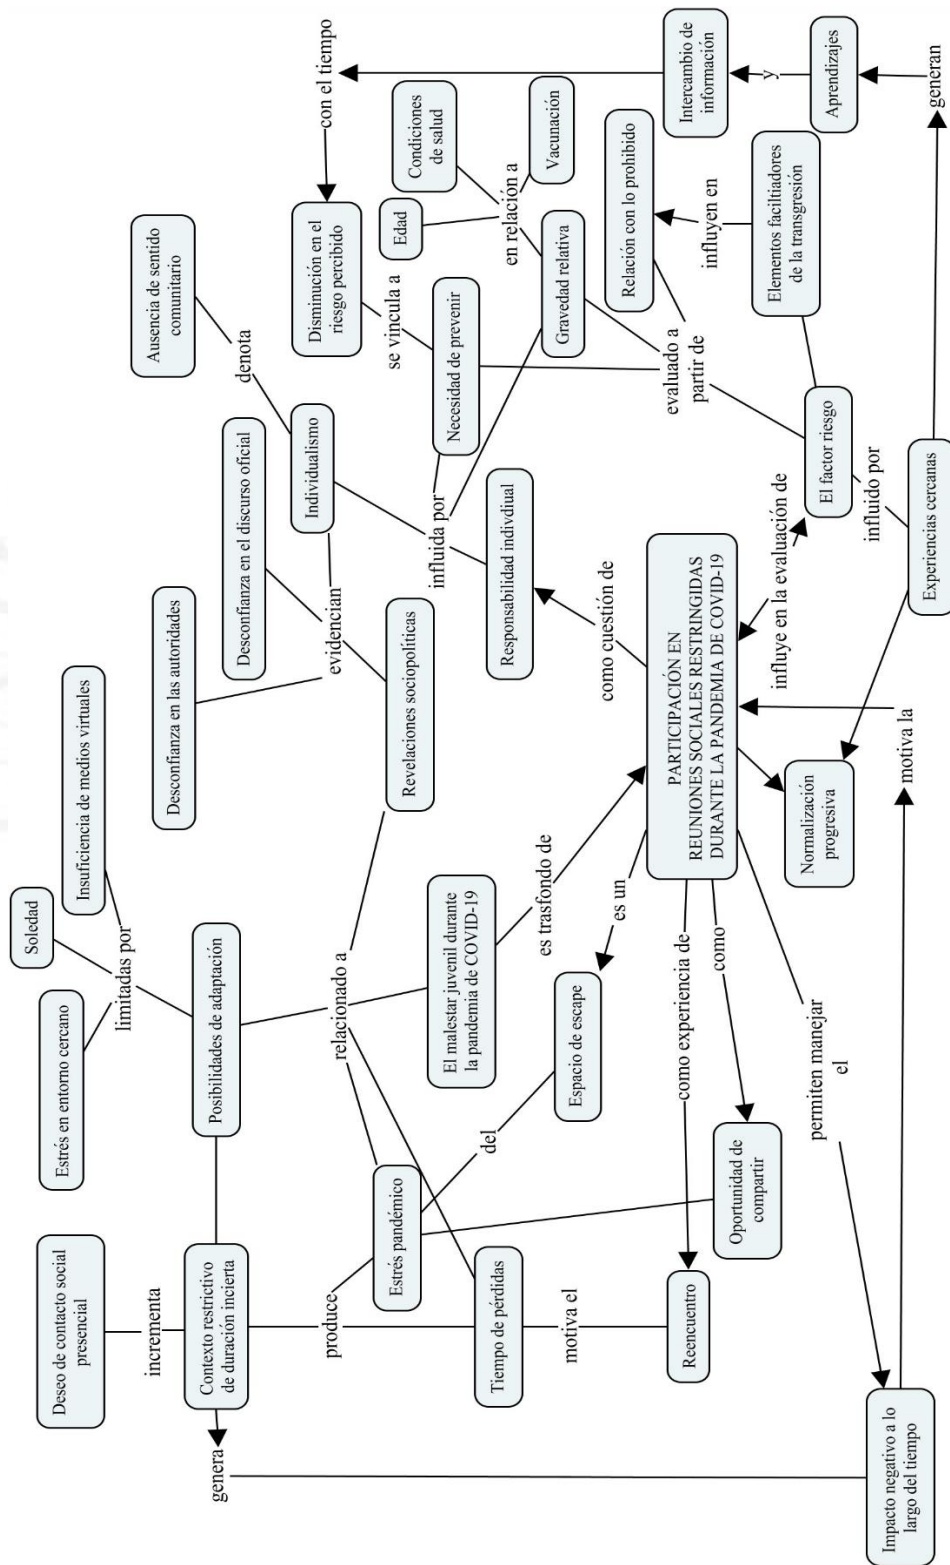 Soledad
Deseo de contacto social
presencial
Estrés en entorno cercano
Insuficiencia de medios virtuales
limitadas por
incrementa
Ausencia de sentido
comunitario
Desconfianza en las autoridades
Contexto restrictivo
de duración incierta
Posibilidades de adaptación
genera
denota
Desconfianza en el discurso oficial
evidencian
Individualismo
produce
relacionado a
Disminución en el
riesgo percibido
con el tiempo
Estrés pandémico
Revelaciones sociopolíticas
se vincula a
Edad
Condiciones
de salud
influida por
El malestar juvenil durante
la pandemia de COVID-19
Necesidad de prevenir
Tiempo de pérdidas
del
Responsabilidad indivdiual
en relación a
es trasfondo de
Vacunación
motiva el
Espacio de escape
Gravedad relativa
es un
como cuestión de
Relación con lo prohibido
Reencuentro
como experiencia de
PARTICIPACIÓN EN
REUNIONES SOCIALES RESTRINGIDAS
DURANTE LA PANDEMIA DE COVID-19
evaluado a
partir de
Intercambio de
información
como
influyen en
Oportunidad de
compartir
influye en la evaluación de
Elementos faciltiadores
de la transgresión
y
permiten manejar
el
Normalización
progresiva
El factor riesgo
Aprendizajes
influido por
Impacto negativo a lo
largo del tiempo
motiva la
Experiencias cercanas
generan